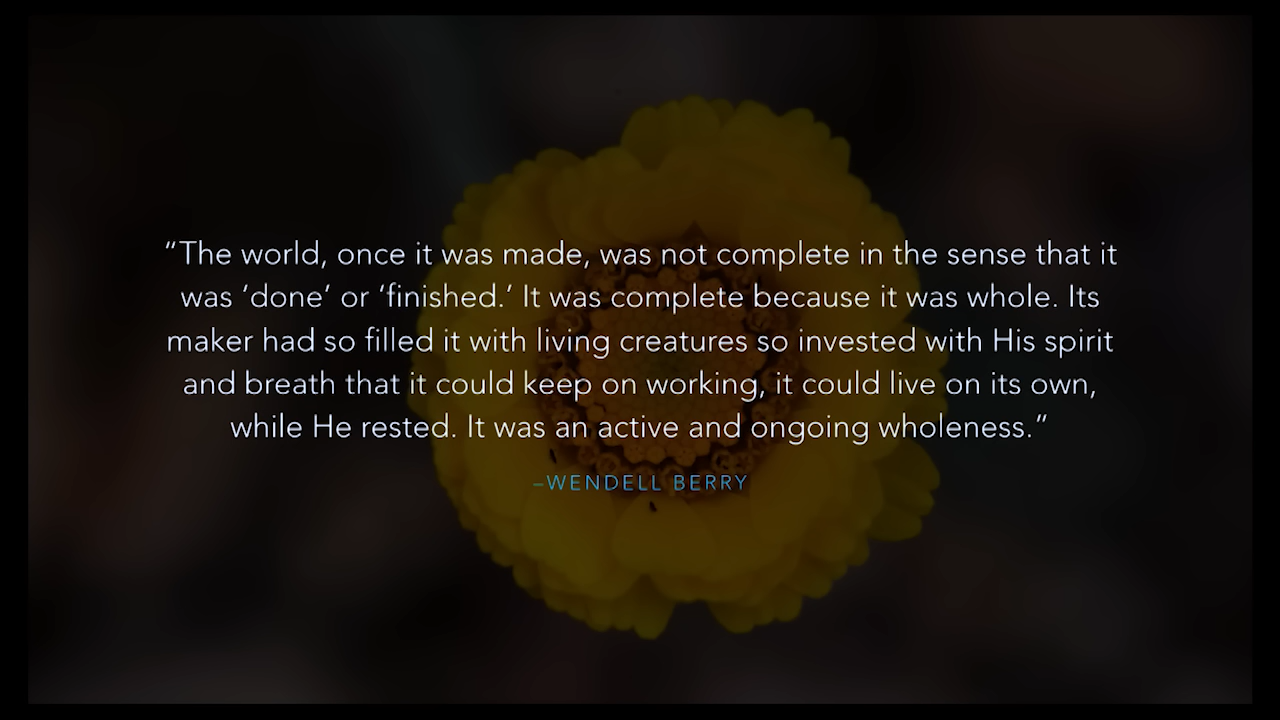 “The world, once it was made, was not complete in the sense that it
was ‘done’ or ‘finished.’ It was complete because it was whole. Its
maker had so filled it with living creatures so invested with His spirit
and breath that it could keep on working, it could live on its own,
while He rested. It was an active and ongoing wholeness.”
–WENDELL BERRY